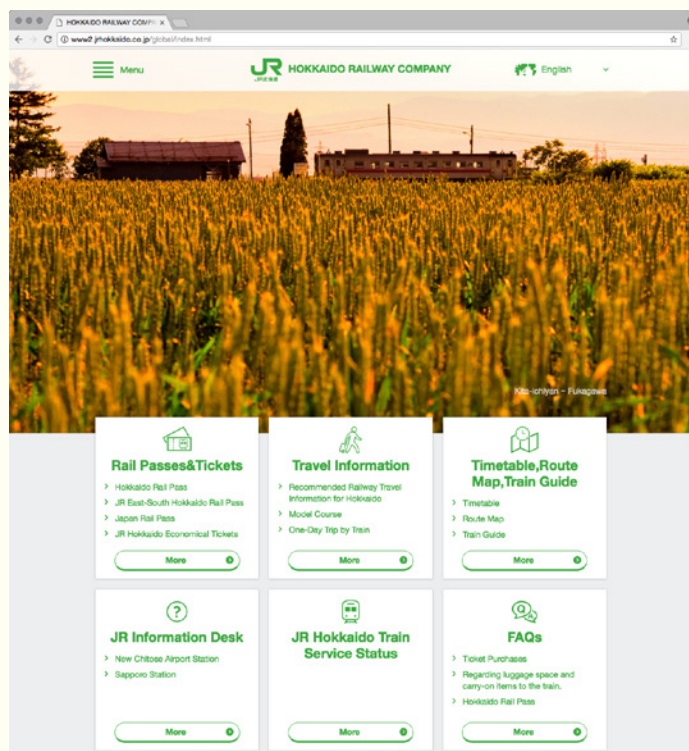 HOKKAIDO RAILWAY COMP
www2.jrhokkaido.co.jp/global/index.html
Menu
JR
JR北海道
HOKKAIDO RAILWAY COMPANY
English
Kita-ichiyan - Fukagawa
Rail Passes&Tickets
Hokkaido Rail Pass
JR East-South Hokkaido Rail Pass
Japan Rail Pass
JR Hokkaido Economical Tickets
More
Travel Information
Recommended Railway Travel
Information for Hokkaido
Model Course
One-Day Trip by Train
More
Timetable,Route
Map,Train Guide
Timetable
Route Map
Train Guide
More
JR Information Desk
New Chitose Airport Station
Sapporo Station
More
JR Hokkaido Train
Service Status
More
Q
A
FAQs
Ticket Purchases
Regarding luggage space and
carry-on items to the train.
Hokkaido Rail Pass
More